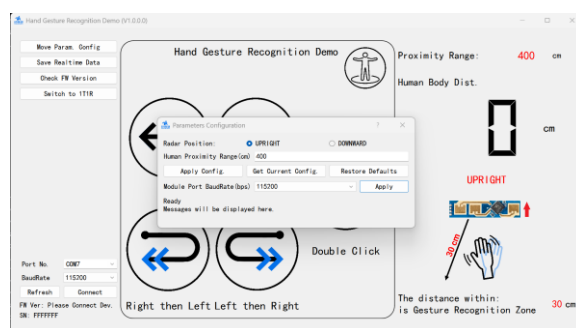 Hand Gesture Recognition Demo (V1.0.0.0)
Move Param. Config
Save Realtime Data
Check FW Version
Switch to 1T1R
Hand Gesture Recognition Demo
Proximity Range: 400 cm
Human Body Dist.
0 cm
Parameters Configuration
? ×
Radar Position: UPRIGHT DOWNWARD
Human Proximity Range(cm) 400
Apply Config. Get Current Config. Restore Defaults
Module Port BaudRate(bps) 115200 Apply
Ready
Messages will be displayed here.
UPRIGHT
30 cm
Double Click
Port No. COM7
BaudRate 115200
Refresh Connect
FW Ver: Please Connect Dev.
SN: FFFFFFF
Right then Left Left then Right
The distance within: 30 cm
is Gesture Recognition Zone